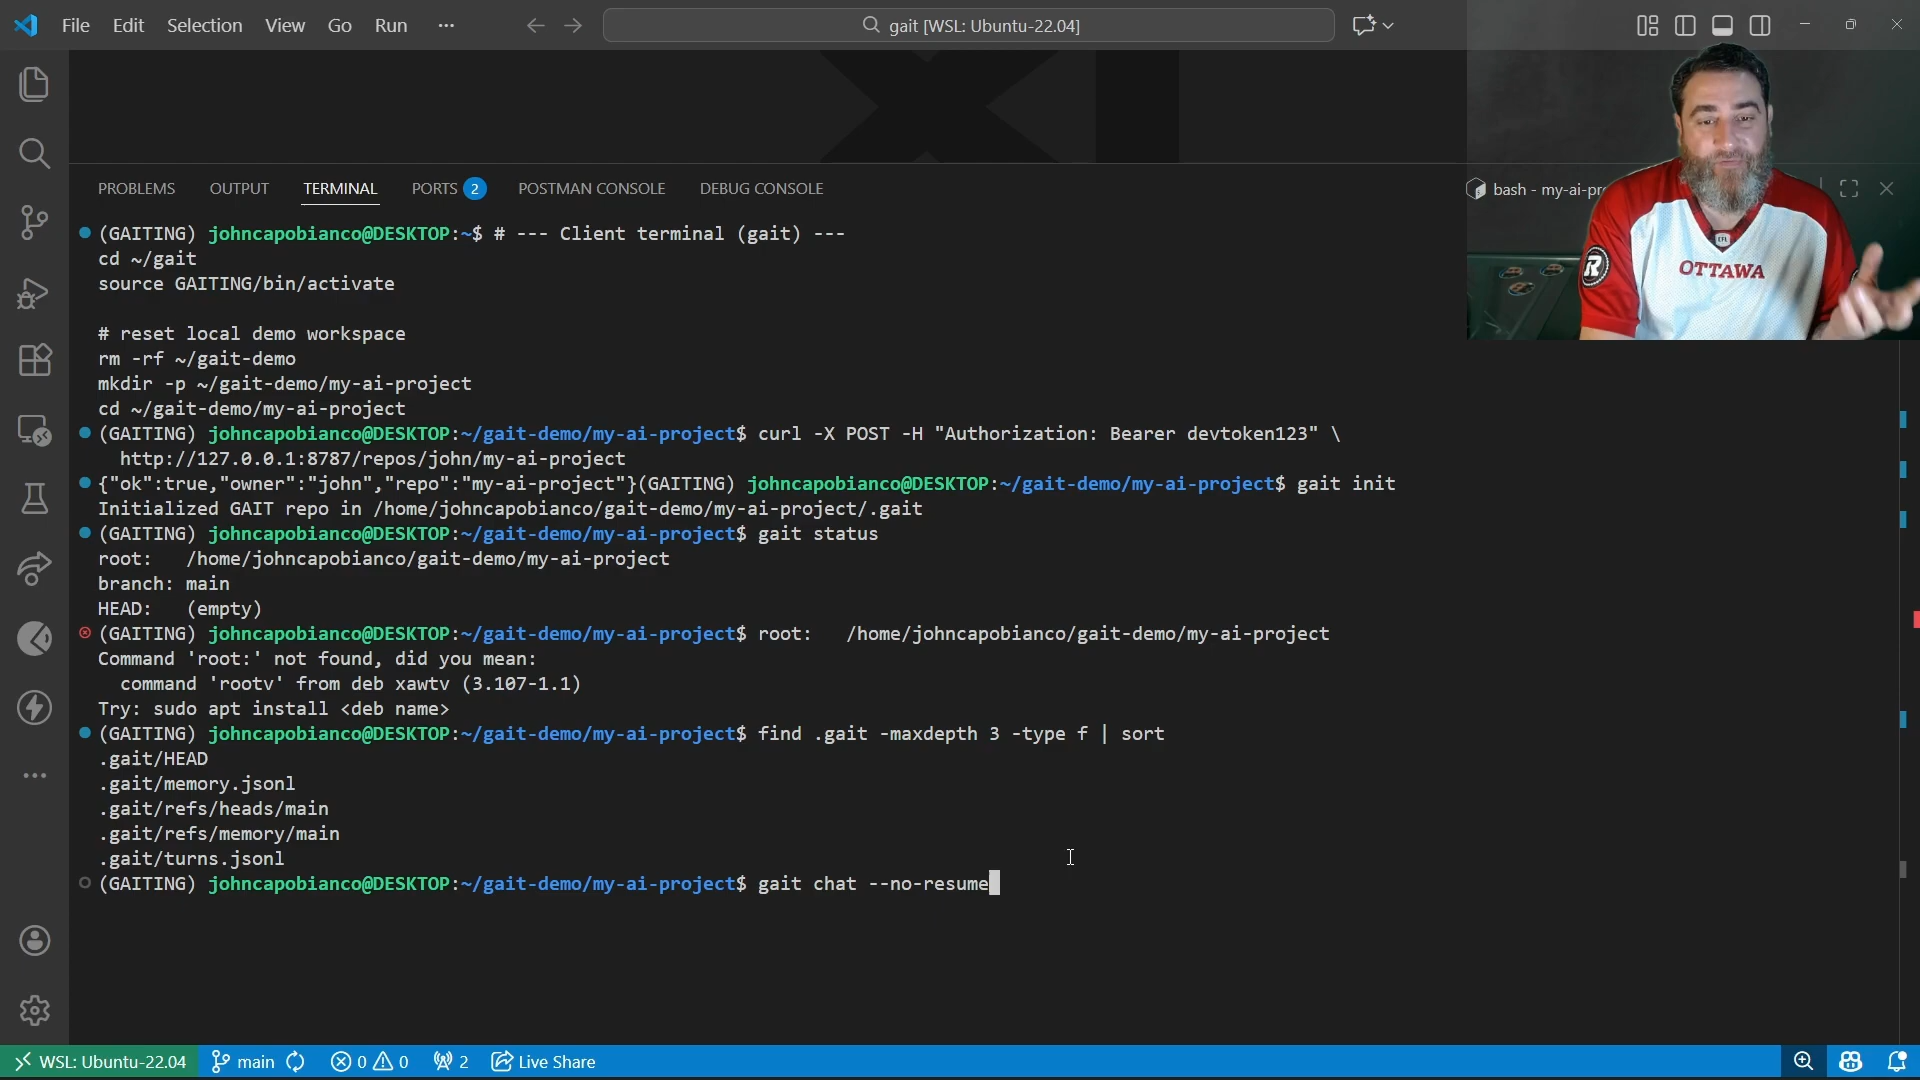 File Edit Selection View Go Run ···
gait [WSL: Ubuntu-22.04]
PROBLEMS OUTPUT TERMINAL PORTS 2 POSTMAN CONSOLE DEBUG CONSOLE
bash - my-ai-pr
(GAITING) johncapobianco@DESKTOP:~$ # --- Client terminal (gait) ---
cd ~/gait
source GAITING/bin/activate
# reset local demo workspace
rm -rf ~/gait-demo
mkdir -p ~/gait-demo/my-ai-project
cd ~/gait-demo/my-ai-project
(GAITING) johncapobianco@DESKTOP:~/gait-demo/my-ai-project$ curl -X POST -H "Authorization: Bearer devtoken123" \
http://127.0.0.1:8787/repos/john/my-ai-project
{"ok":true,"owner":"john","repo":"my-ai-project"}(GAITING) johncapobianco@DESKTOP:~/gait-demo/my-ai-project$ gait init
Initialized GAIT repo in /home/johncapobianco/gait-demo/my-ai-project/.gait
(GAITING) johncapobianco@DESKTOP:~/gait-demo/my-ai-project$ gait status
root:   /home/johncapobianco/gait-demo/my-ai-project
branch: main
HEAD:   (empty)
(GAITING) johncapobianco@DESKTOP:~/gait-demo/my-ai-project$ root:   /home/johncapobianco/gait-demo/my-ai-project
Command 'root:' not found, did you mean:
command 'rootv' from deb xawtv (3.107-1.1)
Try: sudo apt install <deb name>
(GAITING) johncapobianco@DESKTOP:~/gait-demo/my-ai-project$ find .gait -maxdepth 3 -type f | sort
.gait/HEAD
.gait/memory.jsonl
.gait/refs/heads/main
.gait/refs/memory/main
.gait/turns.jsonl
(GAITING) johncapobianco@DESKTOP:~/gait-demo/my-ai-project$ gait chat --no-resume
WSL: Ubuntu-22.04 main 0 0 2 Live Share
R
CFL
OTTAWA